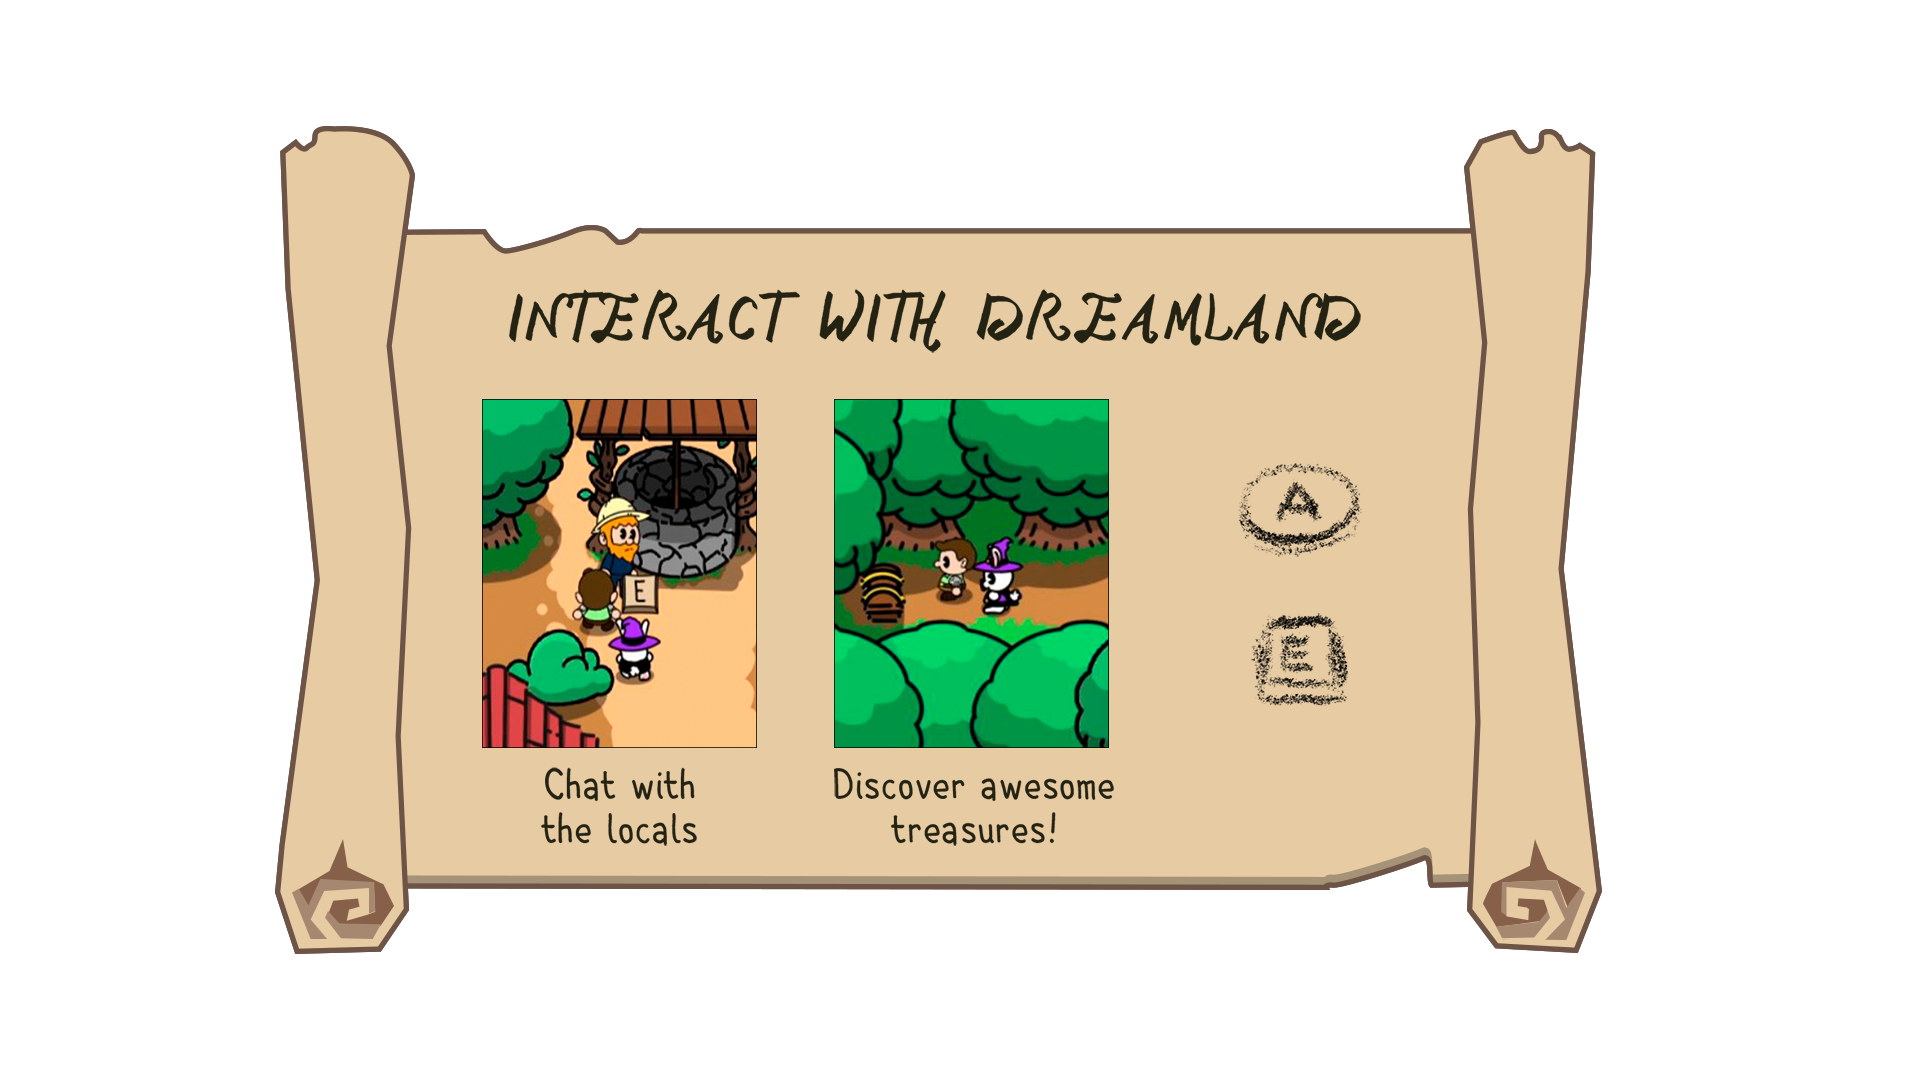 INTERACT WITH DREAMLAND
E
Chat with
the locals
Discover awesome
treasures!
A
E